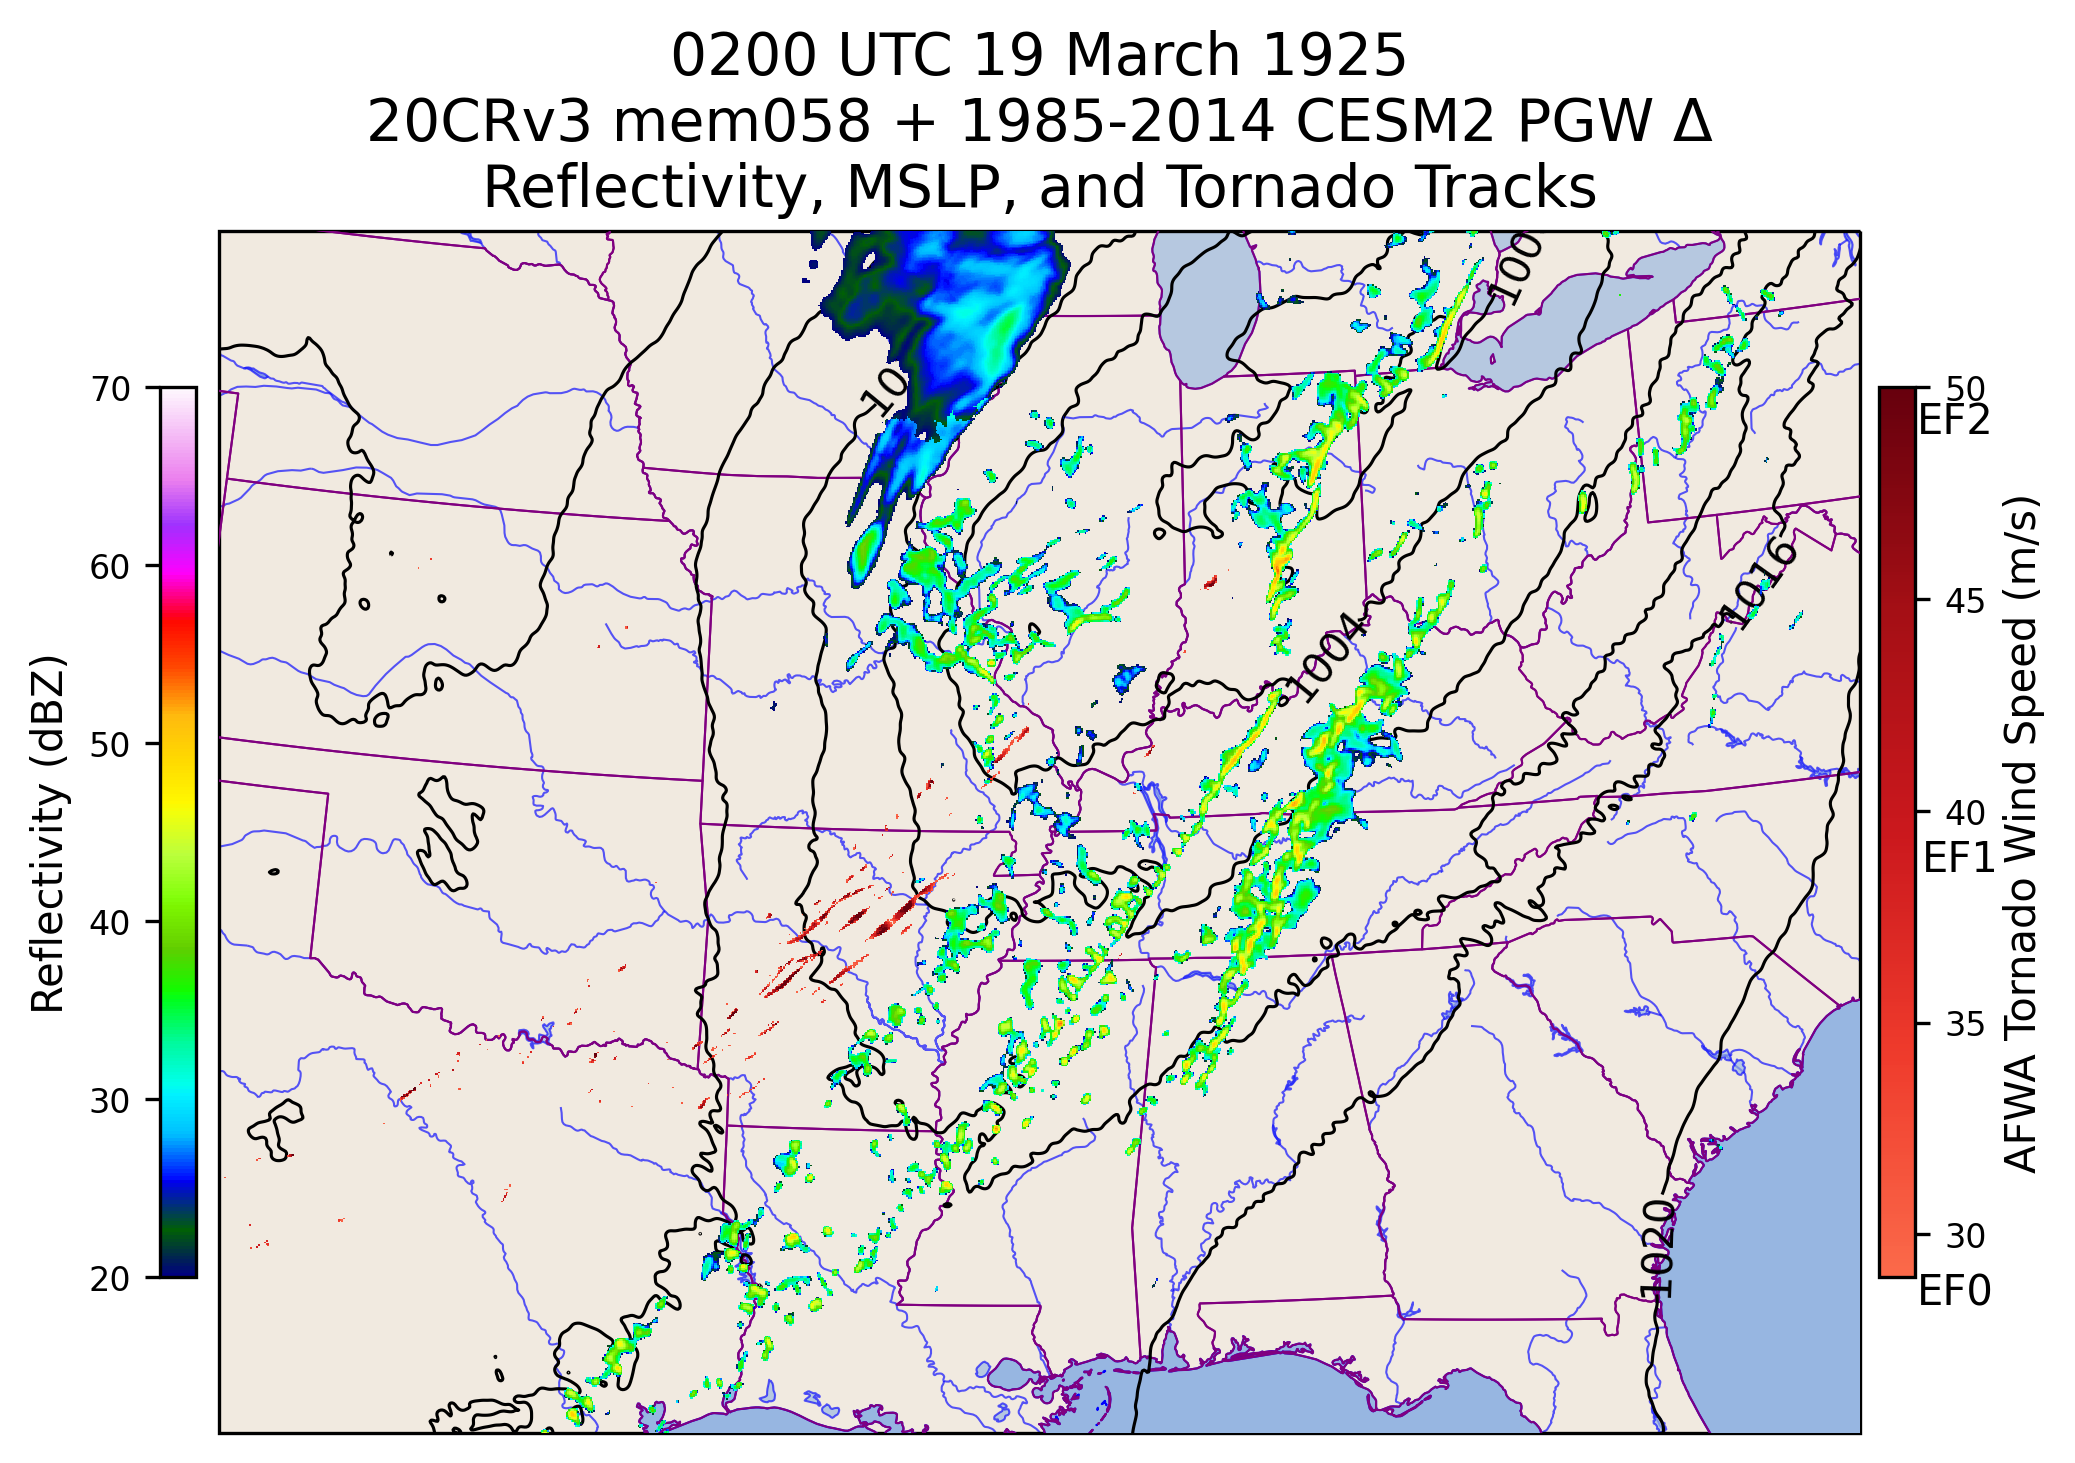 0200 UTC 19 March 1925
20CRv3 mem058 + 1985-2014 CESM2 PGW Δ
Reflectivity, MSLP, and Tornado Tracks
70
60
50
40
30
20
Reflectivity (dBZ)
100
10
1016
1004
1020
50
EF2
45
40
EF1
35
30
EF0
AFWA Tornado Wind Speed (m/s)